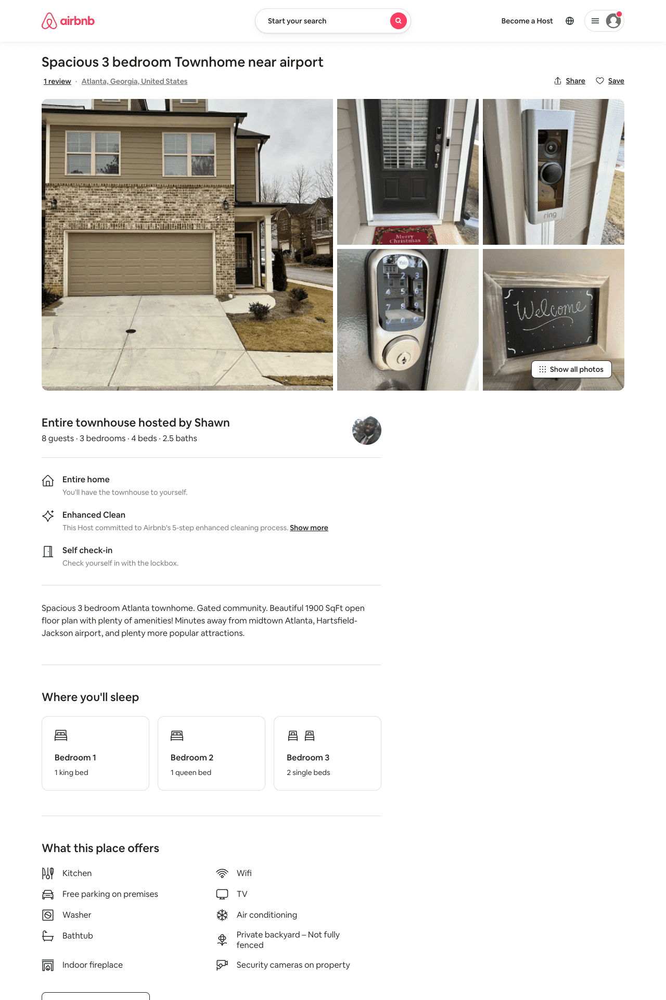 airbnb
Start your search
Become a Host
Spacious 3 bedroom Townhome near airport
1 review · Atlanta, Georgia, United States
Share
Save
Merry
Christmas
ring
Yale
1 2 3
4 5 6
7 8 9
0
Welcome
Show all photos
Entire townhouse hosted by Shawn
8 guests · 3 bedrooms · 4 beds · 2.5 baths
Entire home
You'll have the townhouse to yourself.
Enhanced Clean
This Host committed to Airbnb's 5-step enhanced cleaning process. Show more
Self check-in
Check yourself in with the lockbox.
Spacious 3 bedroom Atlanta townhome. Gated community. Beautiful 1900 SqFt open
floor plan with plenty of amenities! Minutes away from midtown Atlanta, Hartsfield-
Jackson airport, and plenty more popular attractions.
Where you'll sleep
Bedroom 1
1 king bed
Bedroom 2
1 queen bed
Bedroom 3
2 single beds
What this place offers
Kitchen
Wifi
Free parking on premises
TV
Washer
Air conditioning
Bathtub
Private backyard – Not fully
fenced
Indoor fireplace
Security cameras on property